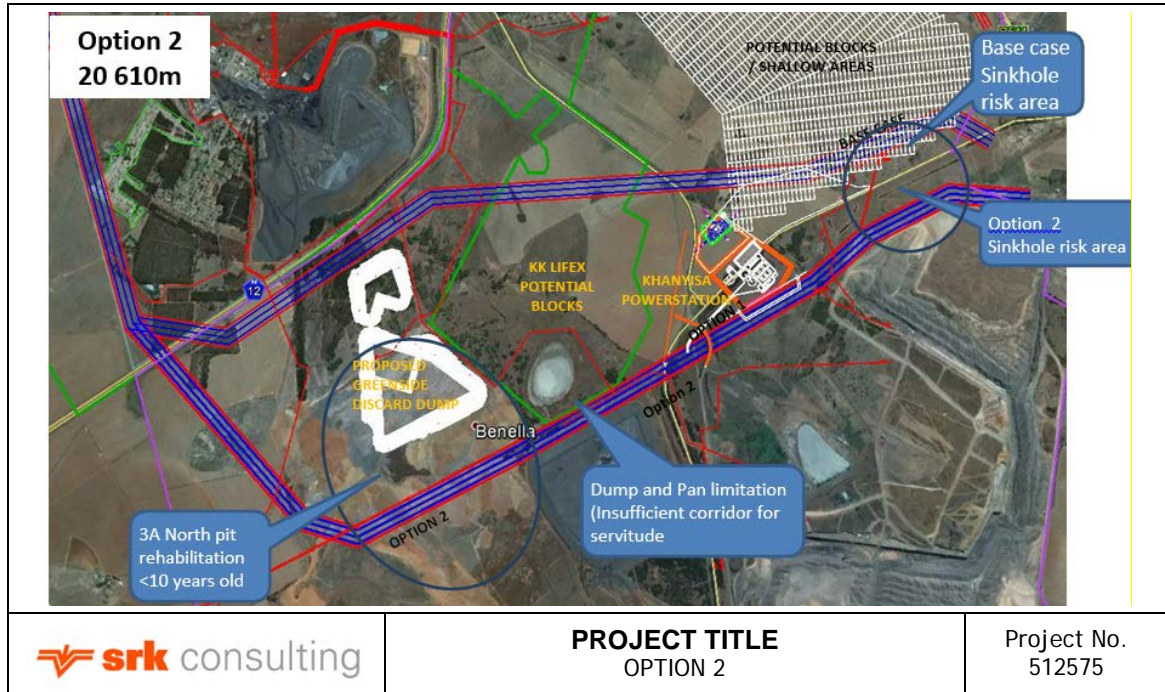 Option 2
20 610m
POTENTIAL BLOCKS
/ SHALLOW AREAS
Base case
Sinkhole
risk area
BASE CASE
Option 2
Sinkhole risk area
N
12
KK LIFEX
POTENTIAL
BLOCKS
KHANYISA
POWERSTATION
OPTION 1
PROPOSED
GREENSIDE
DISCARD DUMP
Option 2
Benella
Dump and Pan limitation
(Insufficient corridor for
servitude
OPTION 2
3A North pit
rehabilitation
<10 years old
srk consulting
PROJECT TITLE
OPTION 2
Project No.
512575